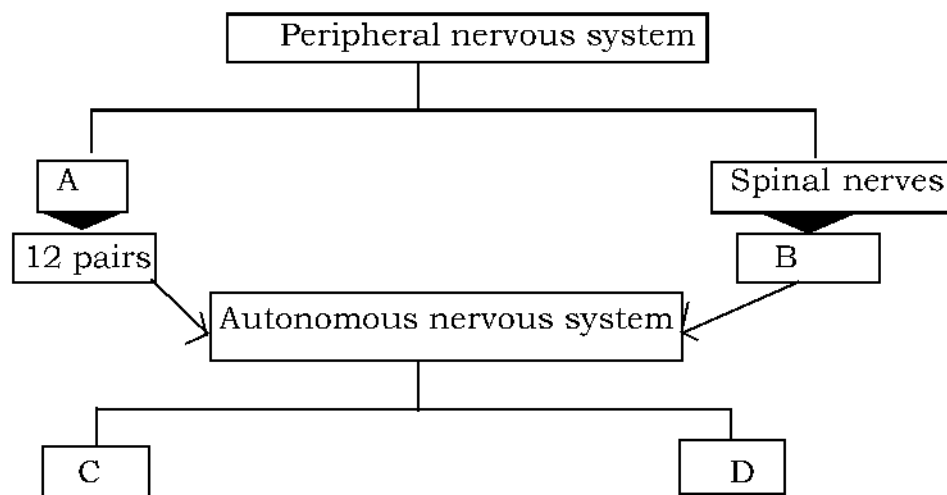 Peripheral nervous system
A
Spinal nerves
12 pairs
B
Autonomous nervous system
C
D